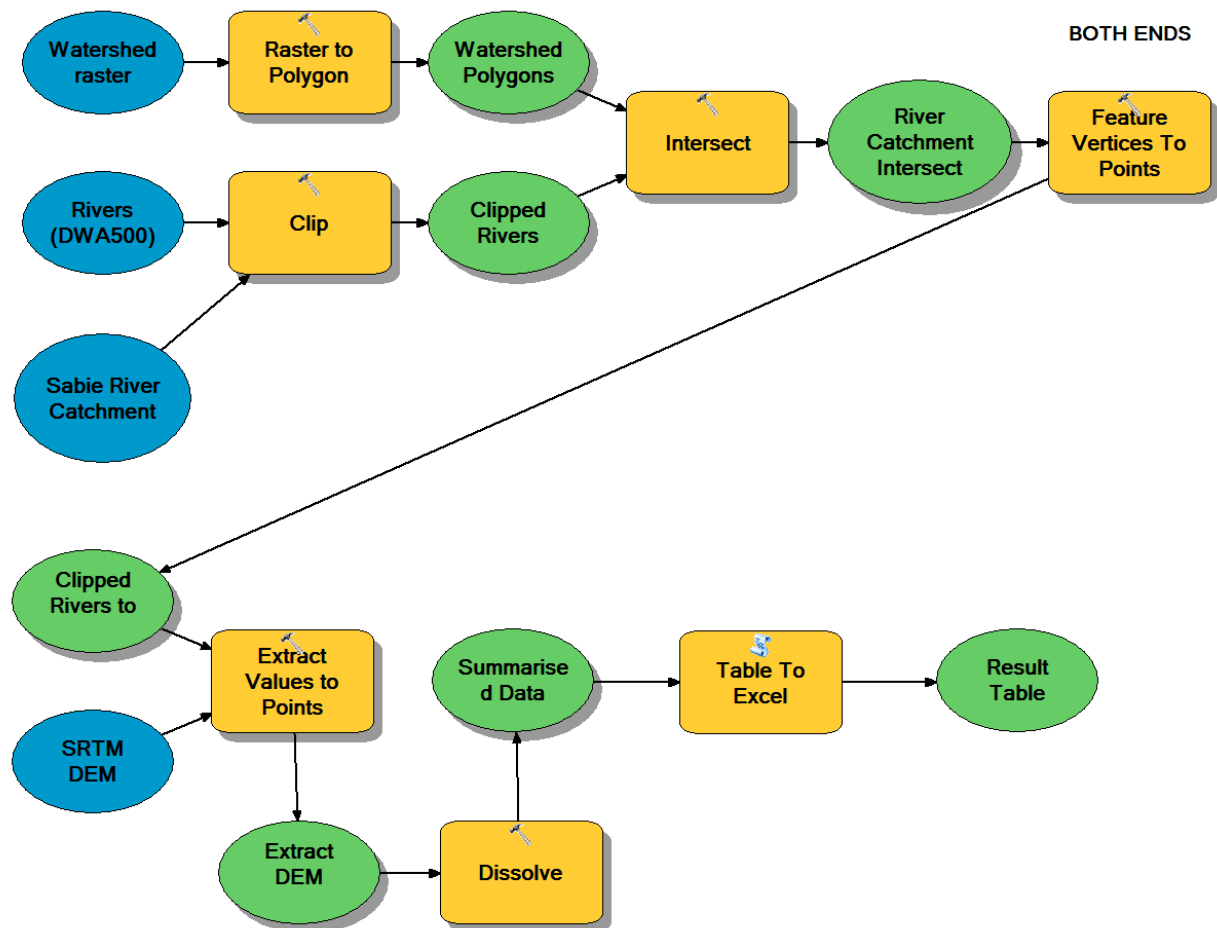 BOTH ENDS
Watershed
raster
Raster to
Polygon
Watershed
Polygons
Intersect
River
Catchment
Intersect
Feature
Vertices To
Points
Rivers
(DWA500)
Clip
Clipped
Rivers
Sabie River
Catchment
Clipped
Rivers to
Extract
Values to
Points
SRTM
DEM
Summarise
d Data
Table To
Excel
Result
Table
Extract
DEM
Dissolve